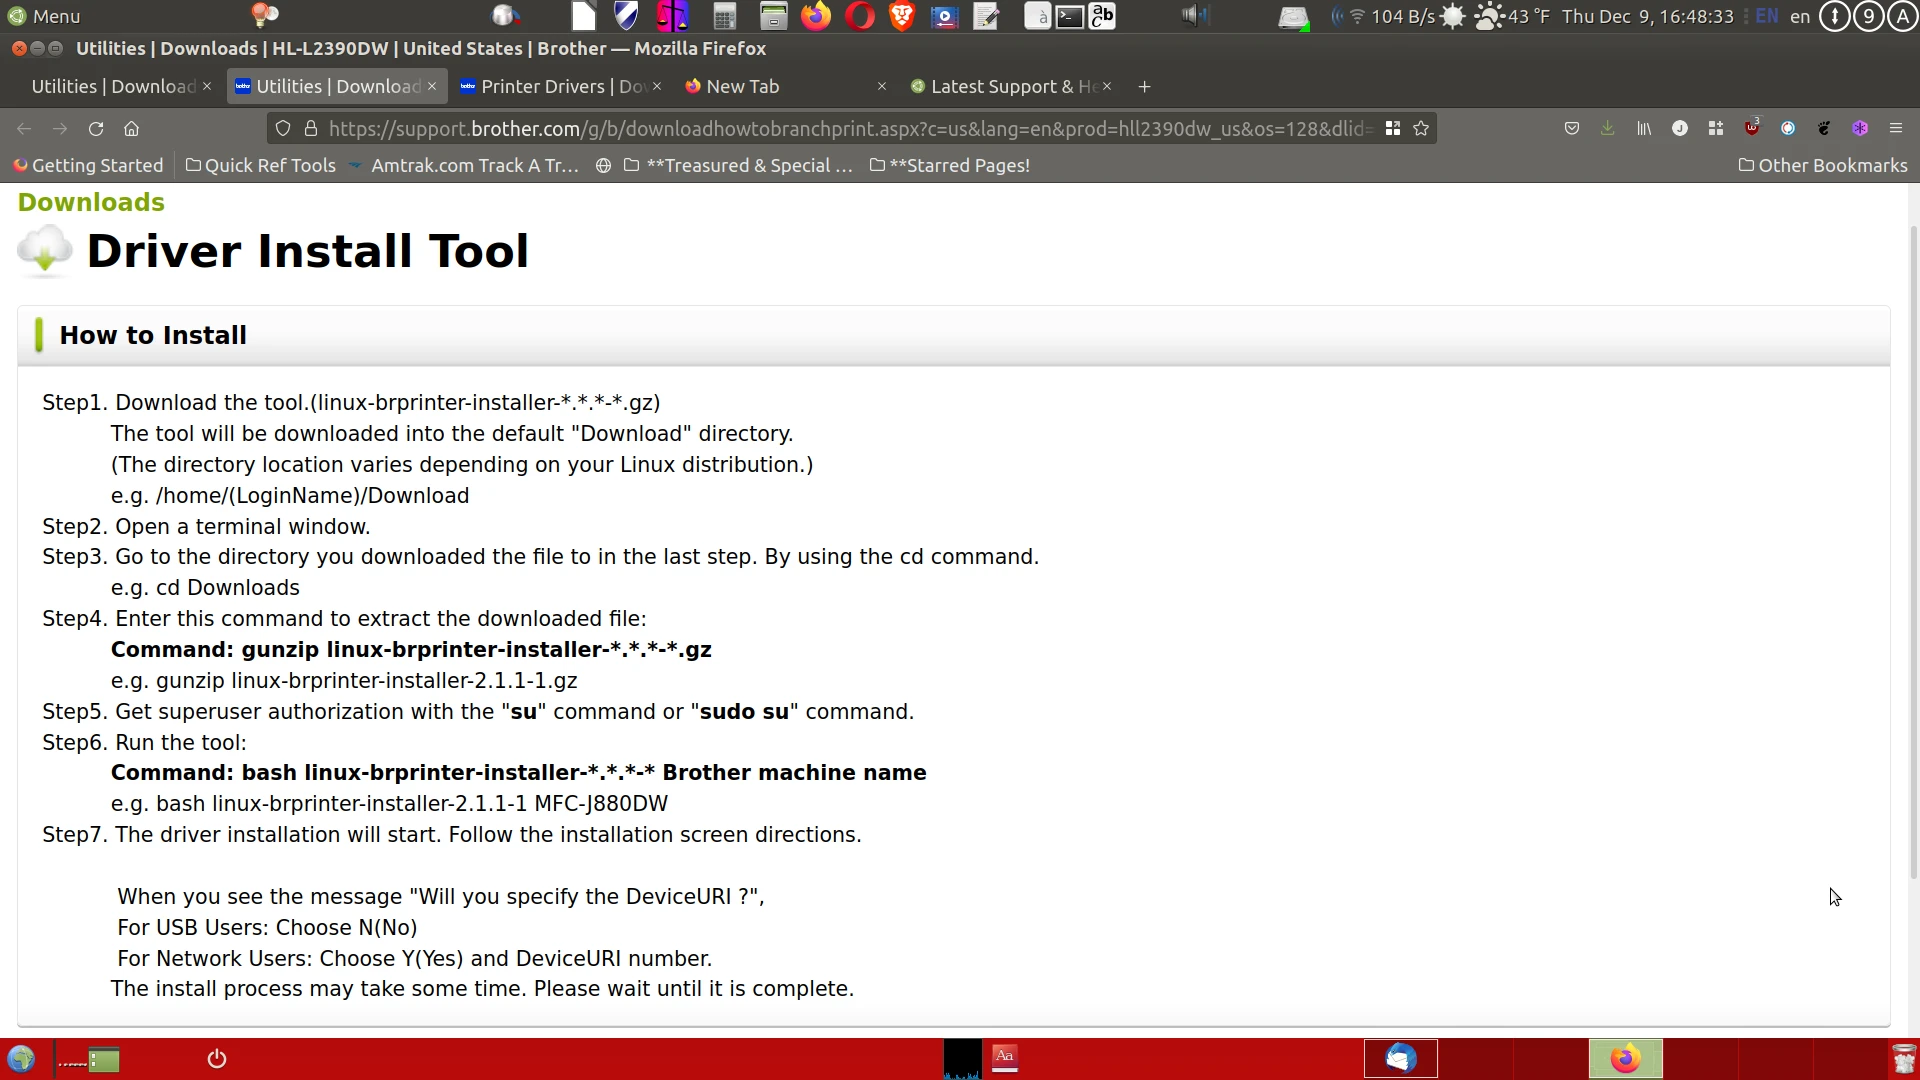 Menu
104 B/s
43 °F
Thu Dec 9, 16:48:33
EN
en
9
A
Utilities | Downloads | HL-L2390DW | United States | Brother — Mozilla Firefox
Utilities | Download
Utilities | Download
Printer Drivers | Do
New Tab
Latest Support & He
https://support.brother.com/g/b/downloadhowtobranchprint.aspx?c=us&lang=en&prod=hll2390dw_us&os=128&dlid=
3
Getting Started
Quick Ref Tools
Amtrak.com Track A Tr...
**Treasured & Special ...
**Starred Pages!
Other Bookmarks
Downloads
Driver Install Tool
How to Install
Step1. Download the tool.(linux-brprinter-installer-*.*.*-*.gz)
The tool will be downloaded into the default "Download" directory.
(The directory location varies depending on your Linux distribution.)
e.g. /home/(LoginName)/Download
Step2. Open a terminal window.
Step3. Go to the directory you downloaded the file to in the last step. By using the cd command.
e.g. cd Downloads
Step4. Enter this command to extract the downloaded file:
Command: gunzip linux-brprinter-installer-*.*.*-*.gz
e.g. gunzip linux-brprinter-installer-2.1.1-1.gz
Step5. Get superuser authorization with the "su" command or "sudo su" command.
Step6. Run the tool:
Command: bash linux-brprinter-installer-*.*.*-* Brother machine name
e.g. bash linux-brprinter-installer-2.1.1-1 MFC-J880DW
Step7. The driver installation will start. Follow the installation screen directions.
When you see the message "Will you specify the DeviceURI ?",
For USB Users: Choose N(No)
For Network Users: Choose Y(Yes) and DeviceURI number.
The install process may take some time. Please wait until it is complete.
Aa